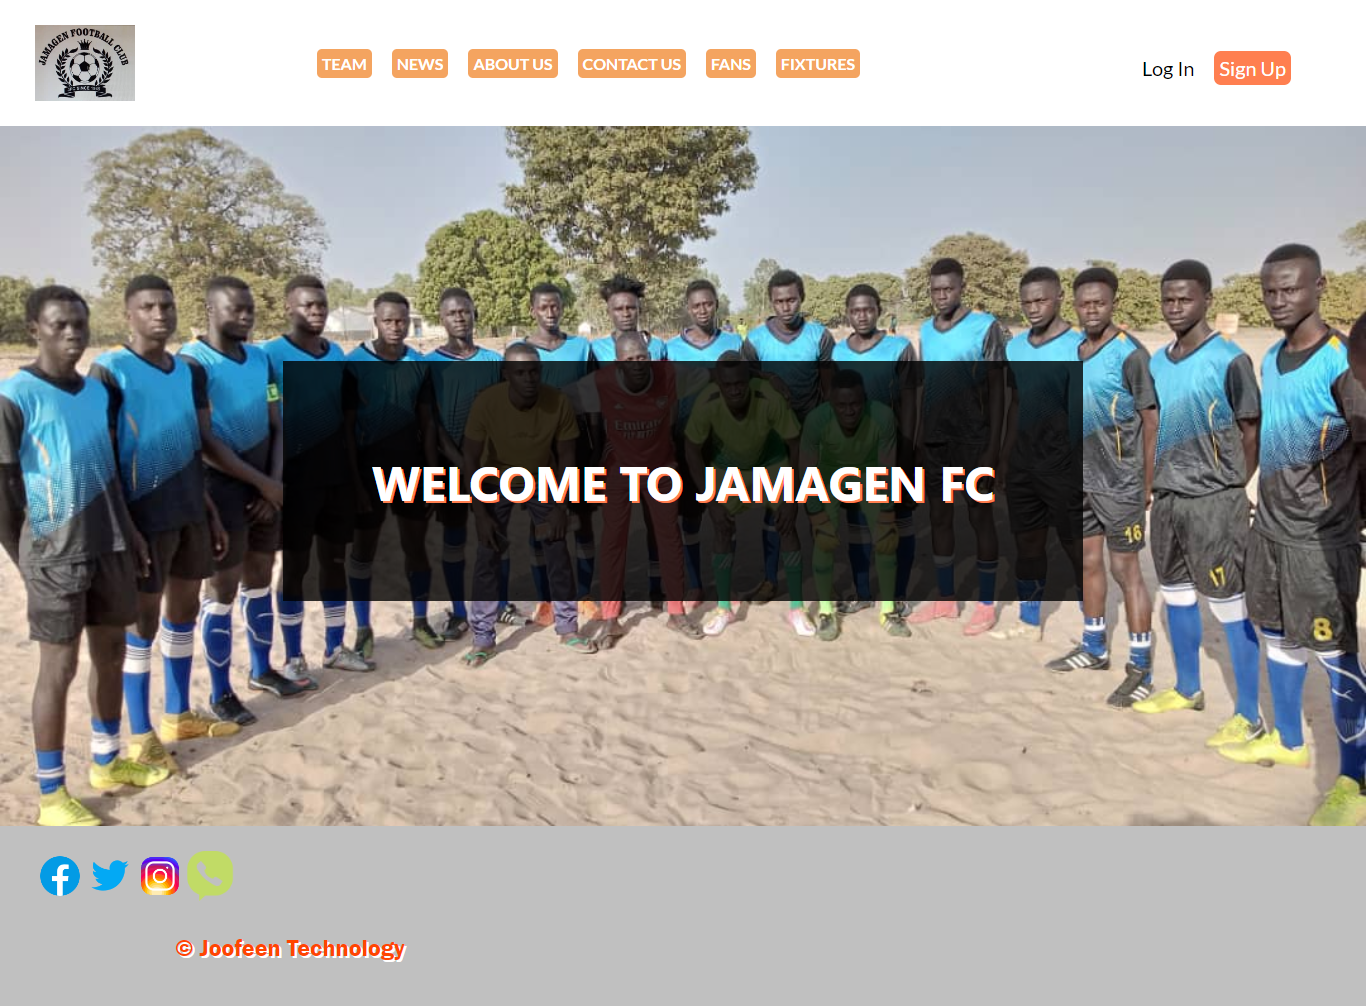 JAMAGEN FOOTBALL CLUB
TEAM
NEWS
ABOUT US
CONTACT US
FANS
FIXTURES
Log In
Sign Up
Emirates
WELCOME TO JAMAGEN FC
16
17
8
© Joofeen Technology